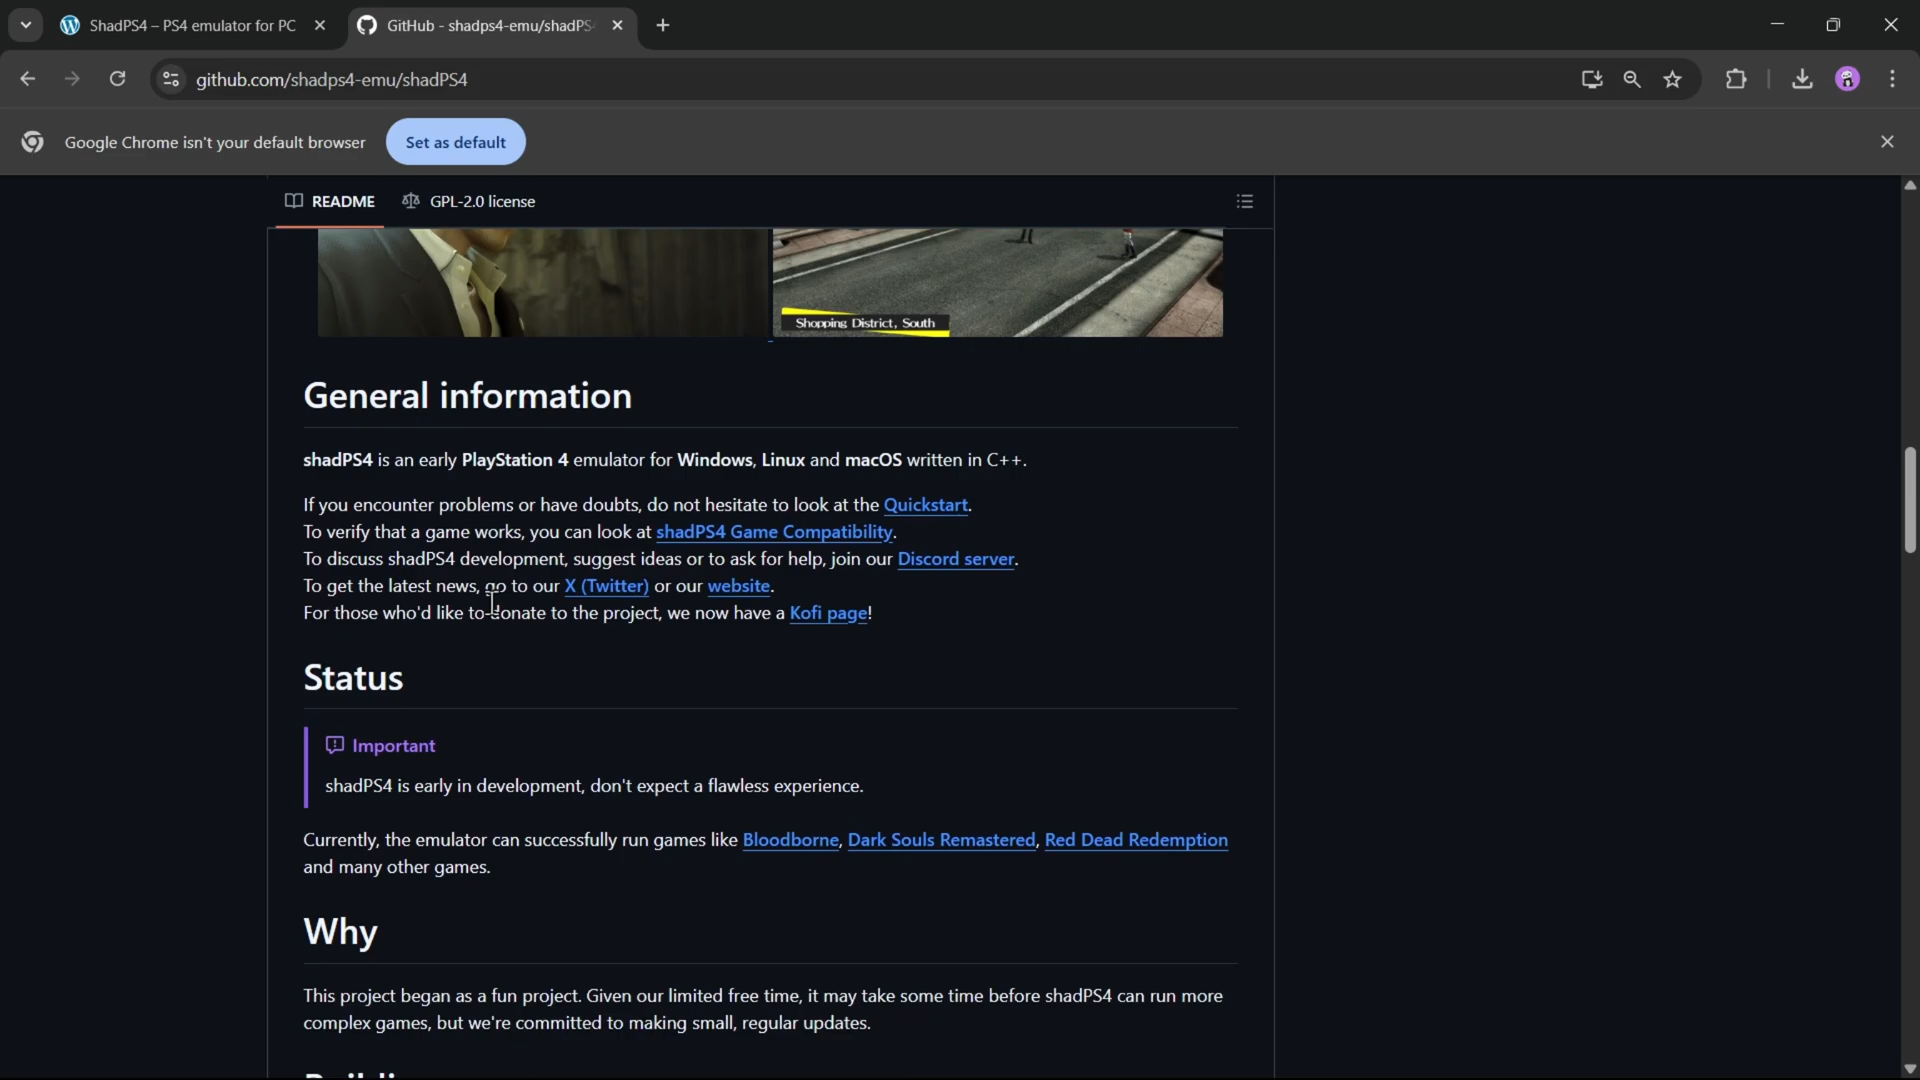 ShadPS4 – PS4 emulator for PC
GitHub - shadps4-emu/shadPS
github.com/shadps4-emu/shadPS4
Google Chrome isn't your default browser
Set as default
README
GPL-2.0 license
Shopping District, South
General information
shadPS4 is an early PlayStation 4 emulator for Windows, Linux and macOS written in C++.
If you encounter problems or have doubts, do not hesitate to look at the Quickstart.
To verify that a game works, you can look at shadPS4 Game Compatibility.
To discuss shadPS4 development, suggest ideas or to ask for help, join our Discord server.
To get the latest news, go to our X (Twitter) or our website.
For those who'd like to donate to the project, we now have a Kofi page!
Status
Important
shadPS4 is early in development, don't expect a flawless experience.
Currently, the emulator can successfully run games like Bloodborne, Dark Souls Remastered, Red Dead Redemption
and many other games.
Why
This project began as a fun project. Given our limited free time, it may take some time before shadPS4 can run more
complex games, but we're committed to making small, regular updates.